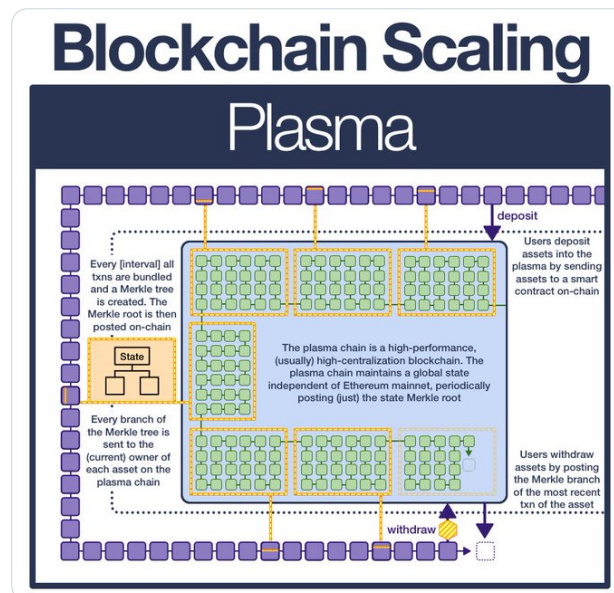 Blockchain Scaling
Plasma
deposit
Every [interval] all
txns are bundled
and a Merkle tree
is created. The
Merkle root is then
posted on-chain
Users deposit
assets into the
plasma by sending
assets to a smart
contract on-chain
State
The plasma chain is a high-performance,
(usually) high-centralization blockchain. The
plasma chain maintains a global state
independent of Ethereum mainnet, periodically
posting (just) the state Merkle root
Every branch of
the Merkle tree is
sent to the
(current) owner of
each asset on the
plasma chain
Users withdraw
assets by posting
the Merkle branch
of the most recent
txn of the asset
withdraw